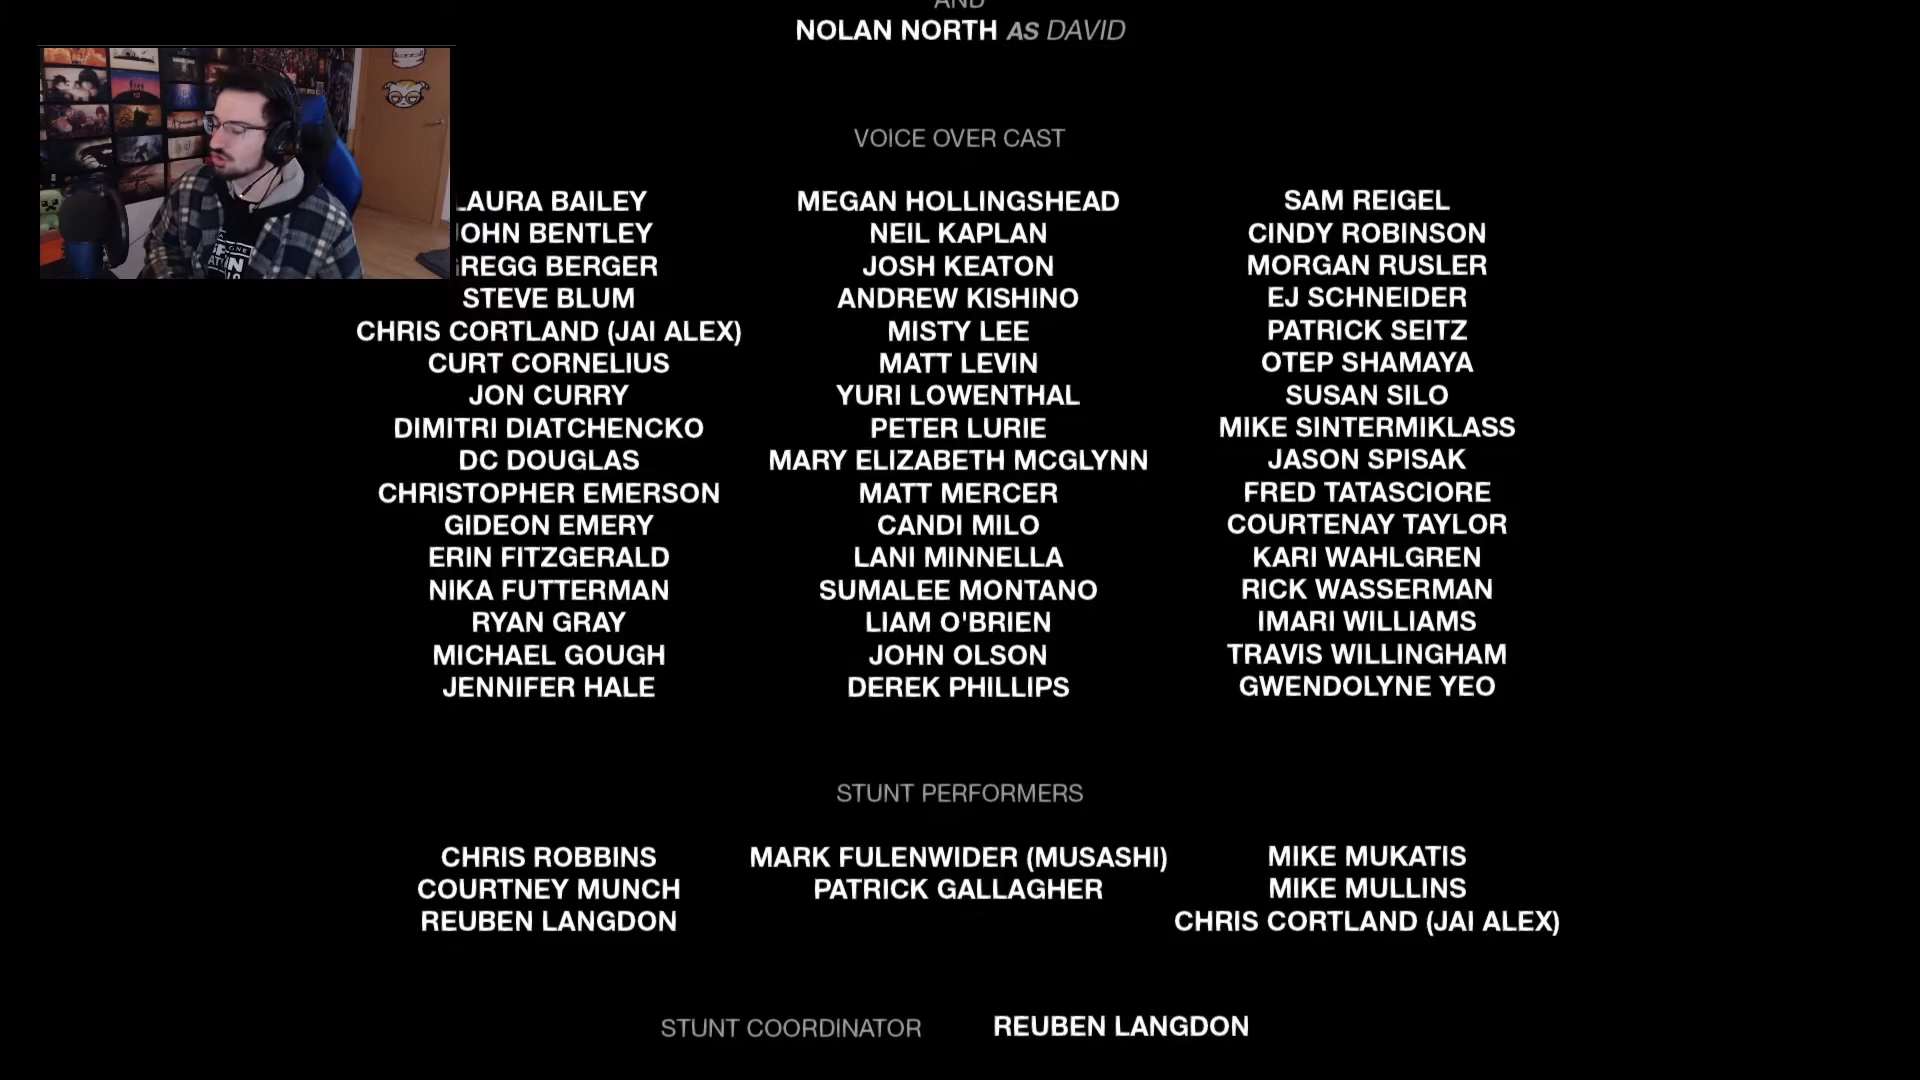 AND
NOLAN NORTH AS DAVID
VOICE OVER CAST
LAURA BAILEY
JOHN BENTLEY
GREGG BERGER
STEVE BLUM
CHRIS CORTLAND (JAI ALEX)
CURT CORNELIUS
JON CURRY
DIMITRI DIATCHENCKO
DC DOUGLAS
CHRISTOPHER EMERSON
GIDEON EMERY
ERIN FITZGERALD
NIKA FUTTERMAN
RYAN GRAY
MICHAEL GOUGH
JENNIFER HALE
MEGAN HOLLINGSHEAD
NEIL KAPLAN
JOSH KEATON
ANDREW KISHINO
MISTY LEE
MATT LEVIN
YURI LOWENTHAL
PETER LURIE
MARY ELIZABETH MCGLYNN
MATT MERCER
CANDI MILO
LANI MINNELLA
SUMALEE MONTANO
LIAM O'BRIEN
JOHN OLSON
DEREK PHILLIPS
SAM REIGEL
CINDY ROBINSON
MORGAN RUSLER
EJ SCHNEIDER
PATRICK SEITZ
OTEP SHAMAYA
SUSAN SILO
MIKE SINTERMIKLASS
JASON SPISAK
FRED TATASCIORE
COURTENAY TAYLOR
KARI WAHLGREN
RICK WASSERMAN
IMARI WILLIAMS
TRAVIS WILLINGHAM
GWENDOLYNE YEO
STUNT PERFORMERS
CHRIS ROBBINS
COURTNEY MUNCH
REUBEN LANGDON
MARK FULENWIDER (MUSASHI)
PATRICK GALLAGHER
MIKE MUKATIS
MIKE MULLINS
CHRIS CORTLAND (JAI ALEX)
STUNT COORDINATOR REUBEN LANGDON